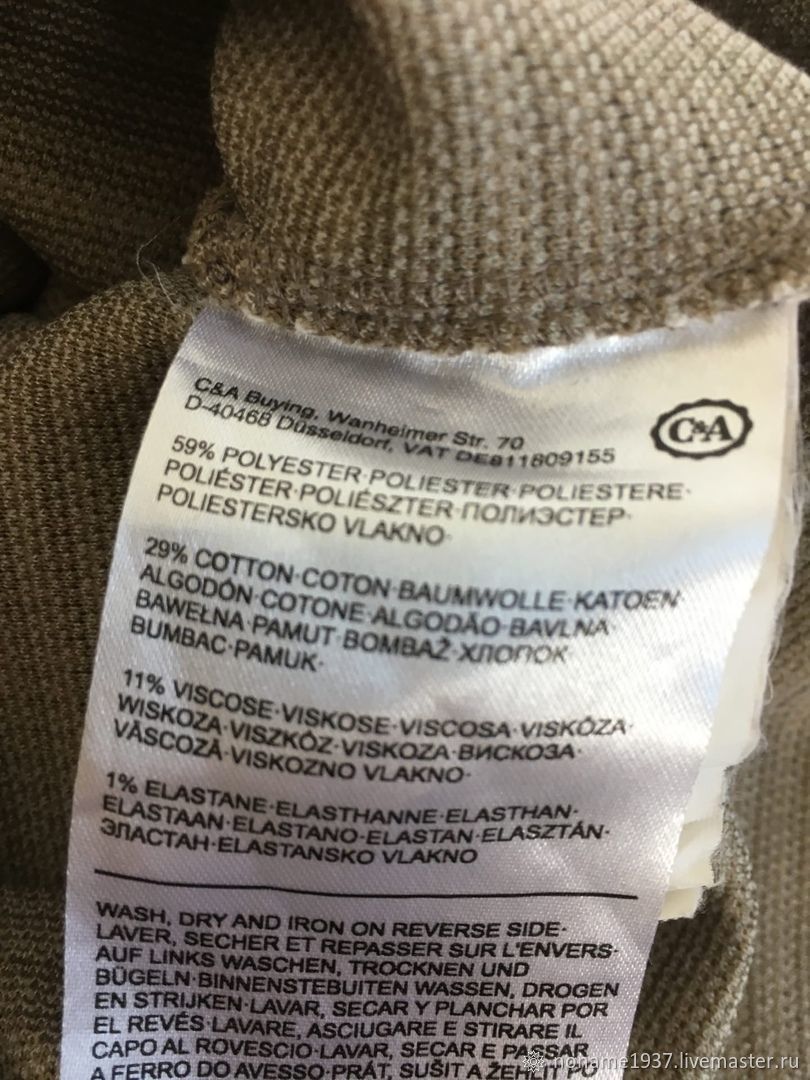 C&A Buying, Wanheimer Str. 70
D-40468 Düsseldorf, VAT DE811809155
C&A
59% POLYESTER·POLIESTER·POLIESTERE·
POLIÉSTER·POLIÉSZTER·ПОЛИЭСТЕР·
POLIESTERSKO VLAKNO·
29% COTTON·COTON·BAUMWOLLE·KATOEN·
ALGODÓN·COTONE·ALGODÃO·BAVLNA·
BAWEŁNA·PAMUT·BOMBAŽ·ХЛОПОК·
BUMBAC·PAMUK·
11% VISCOSE·VISKOSE·VISCOSA·VISKÓZA·
WISKOZA·VISZKÓZ·VISKOZA·ВИСКОЗА·
VÂSCOZĂ·VISKOZNO VLAKNO·
1% ELASTANE·ELASTHANNE·ELASTHAN·
ELASTAAN·ELASTANO·ELASTAN·ELASZTÁN·
ЭЛАСТАН·ELASTANSKO VLAKNO
WASH, DRY AND IRON ON REVERSE SIDE·
LAVER, SECHER ET REPASSER SUR L'ENVERS·
AUF LINKS WASCHEN, TROCKNEN UND
BÜGELN·BINNENSTEBUITEN WASSEN, DROGEN
EN STRIJKEN·LAVAR, SECAR Y PLANCHAR POR
EL REVÉS·LAVARE, ASCIUGARE E STIRARE IL
CAPO AL ROVESCIO·LAVAR, SECAR E PASSAR
A FERRO DO AVESSO·PRÁT, SUŠIT A ŽEHLIT PO
noname1937.livemaster.ru